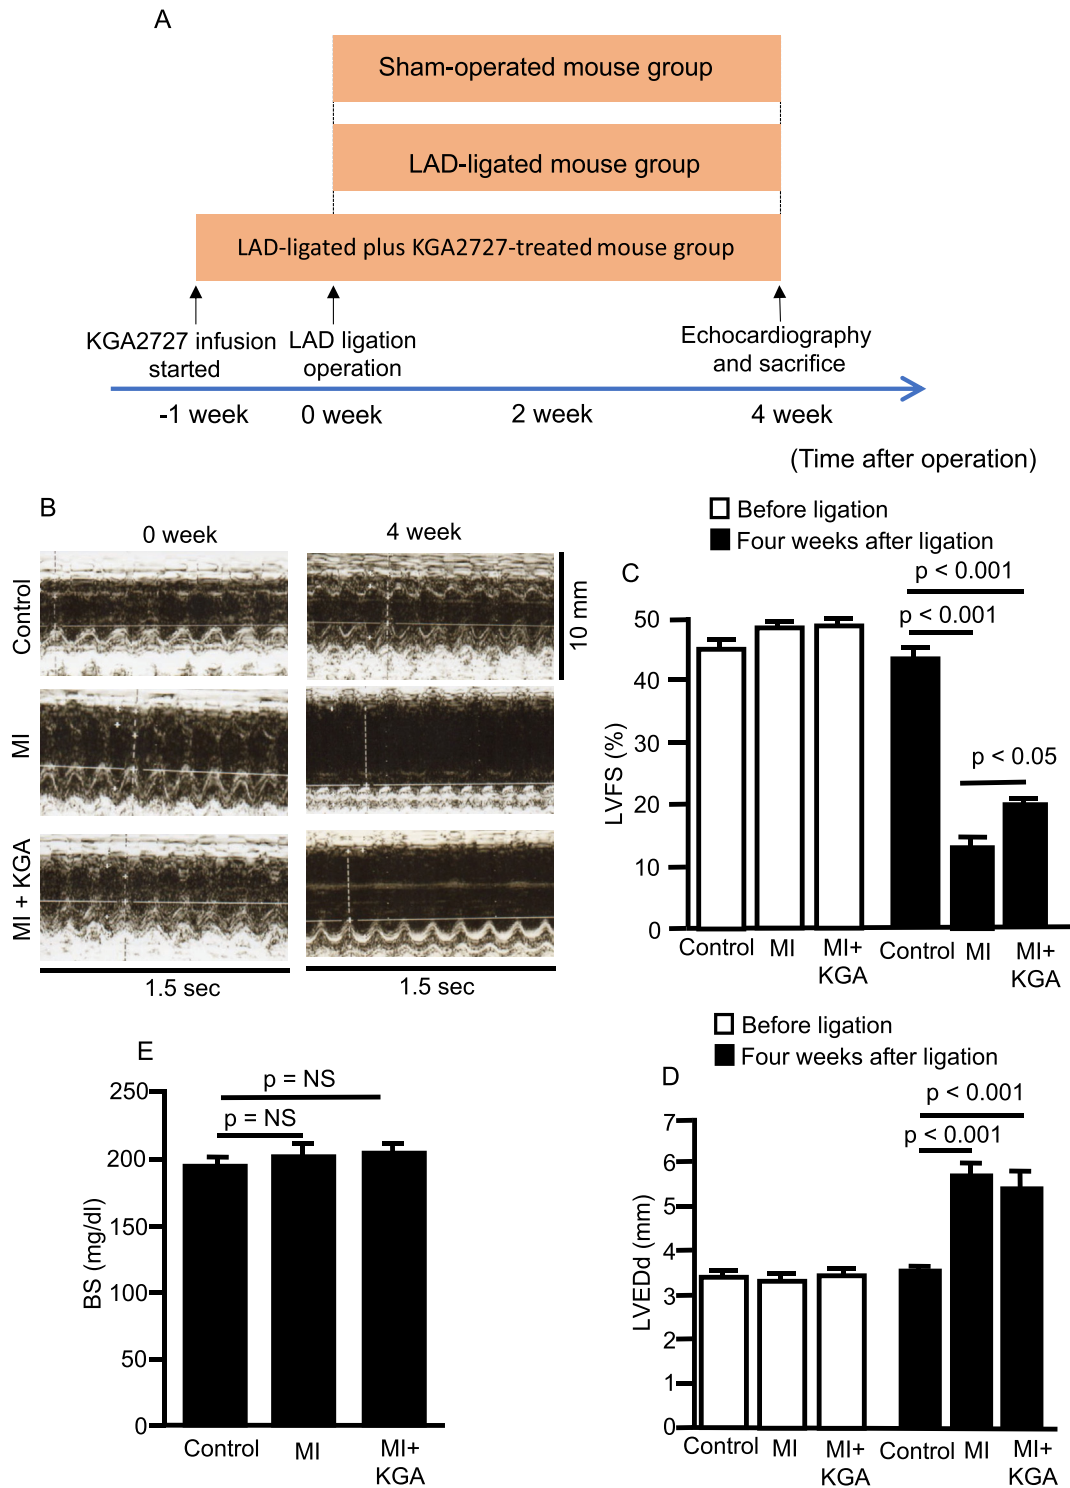 A
Sham-operated mouse group
LAD-ligated mouse group
LAD-ligated plus KGA2727-treated mouse group
KGA2727 infusion
started
LAD ligation
operation
Echocardiography
and sacrifice
-1 week
0 week
2 week
4 week
(Time after operation)
B
0 week
4 week
Control
MI
MI + KGA
10 mm
1.5 sec
1.5 sec
Before ligation
Four weeks after ligation
C
p < 0.001
p < 0.001
p < 0.05
LVFS (%)
50
40
30
20
10
0
Control
MI
MI+
KGA
Control
MI
MI+
KGA
E
p = NS
p = NS
BS (mg/dl)
250
200
150
100
50
0
Control
MI
MI+
KGA
Before ligation
Four weeks after ligation
D
p < 0.001
p < 0.001
LVEDd (mm)
7
6
5
4
3
2
1
0
Control
MI
MI+
KGA
Control
MI
MI+
KGA